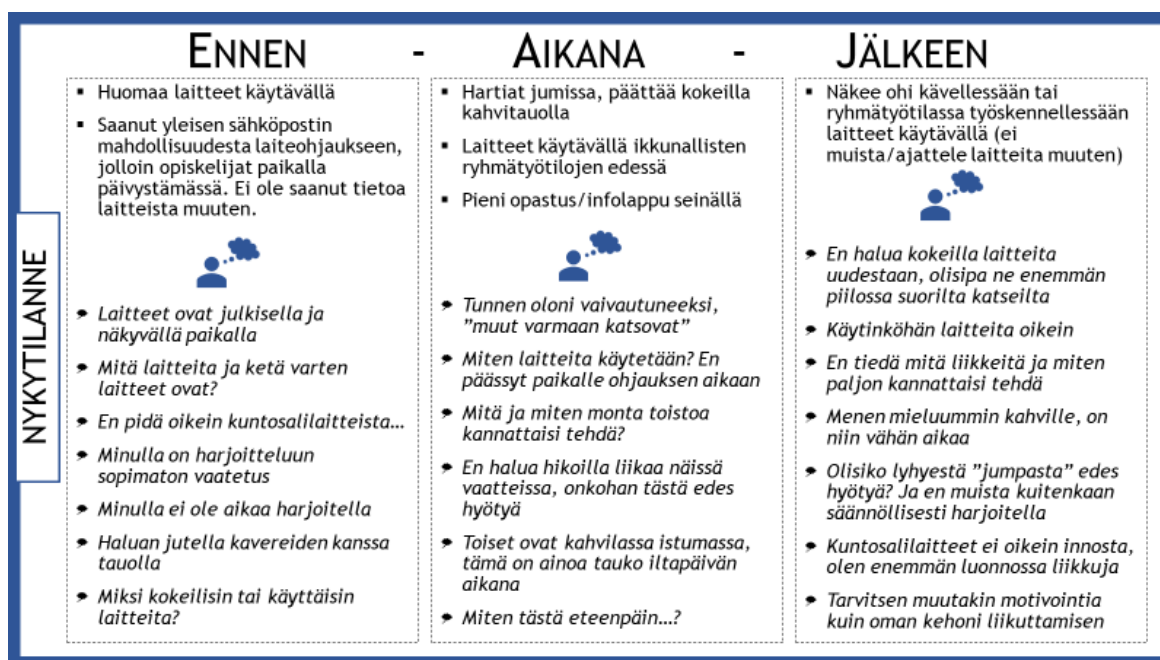 ENNEN - AIKANA - JÄLKEEN
NYKYTILANNE
▪ Huomaa laitteet käytävällä
▪ Saanut yleisen sähköpostin
mahdollisuudesta laiteohjaukseen,
jolloin opiskelijat paikalla
päivystämässä. Ei ole saanut tietoa
laitteista muuten.
Laitteet ovat julkisella ja
näkyvällä paikalla
Mitä laitteita ja ketä varten
laitteet ovat?
En pidä oikein kuntosalilaitteista…
Minulla on harjoitteluun
sopimaton vaatetus
Minulla ei ole aikaa harjoitella
Haluan jutella kavereiden kanssa
tauolla
Miksi kokeilisin tai käyttäisin
laitteita?
▪ Hartiat jumissa, päättää kokeilla
kahvitauolla
▪ Laitteet käytävällä ikkunallisten
ryhmätyötilojen edessä
▪ Pieni opastus/infolappu seinällä
Tunnen oloni vaivautuneeksi,
”muut varmaan katsovat”
Miten laitteita käytetään? En
päässyt paikalle ohjauksen aikaan
Mitä ja miten monta toistoa
kannattaisi tehdä?
En halua hikoilla liikaa näissä
vaatteissa, onkohan tästä edes
hyötyä
Toiset ovat kahvilassa istumassa,
tämä on ainoa tauko iltapäivän
aikana
Miten tästä eteenpäin…?
▪ Näkee ohi kävellessään tai
ryhmätyötilassa työskennellessään
laitteet käytävällä (ei
muista/ajattele laitteita muuten)
En halua kokeilla laitteita
uudestaan, olisipa ne enemmän
piilossa suorilta katseilta
Käytinköhän laitteita oikein
En tiedä mitä liikkeitä ja miten
paljon kannattaisi tehdä
Menen mieluummin kahville, on
niin vähän aikaa
Olisiko lyhyestä ”jumpasta” edes
hyötyä? Ja en muista kuitenkaan
säännöllisesti harjoitella
Kuntosalilaitteet ei oikein innosta,
olen enemmän luonnossa liikkuja
Tarvitsen muutakin motivointia
kuin oman kehoni liikuttamisen